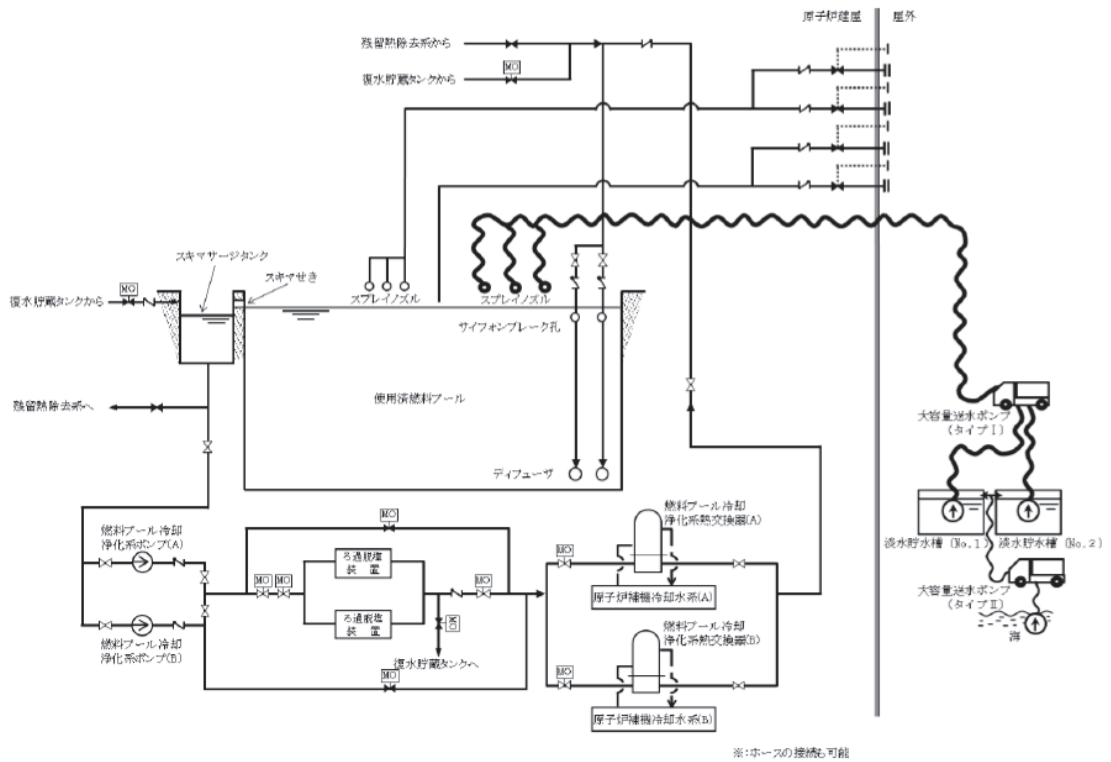 原子炉建屋
屋外
残留熱除去系から
MO
復水貯蔵タンクから
スキマサージタンク
スキマせき
MO
復水貯蔵タンクから
スプレイノズル
スプレイノズル
サイフォンブレーク孔
使用済燃料プール
残留熱除去系へ
ディフューザ
大容量送水ポンプ
(タイプⅠ)
淡水貯水槽 (No.1)
淡水貯水槽 (No.2)
大容量送水ポンプ
(タイプⅡ)
海
燃料プール冷却
浄化系ポンプ(A)
燃料プール冷却
浄化系ポンプ(B)
MO
MO
MO
ろ過脱塩
装 置
ろ過脱塩
装 置
MO
MO
復水貯蔵タンクへ
MO
燃料プール冷却
浄化系熱交換器(A)
MO
原子炉補機冷却水系(A)
燃料プール冷却
浄化系熱交換器(B)
MO
原子炉補機冷却水系(B)
※:ホースの接続も可能